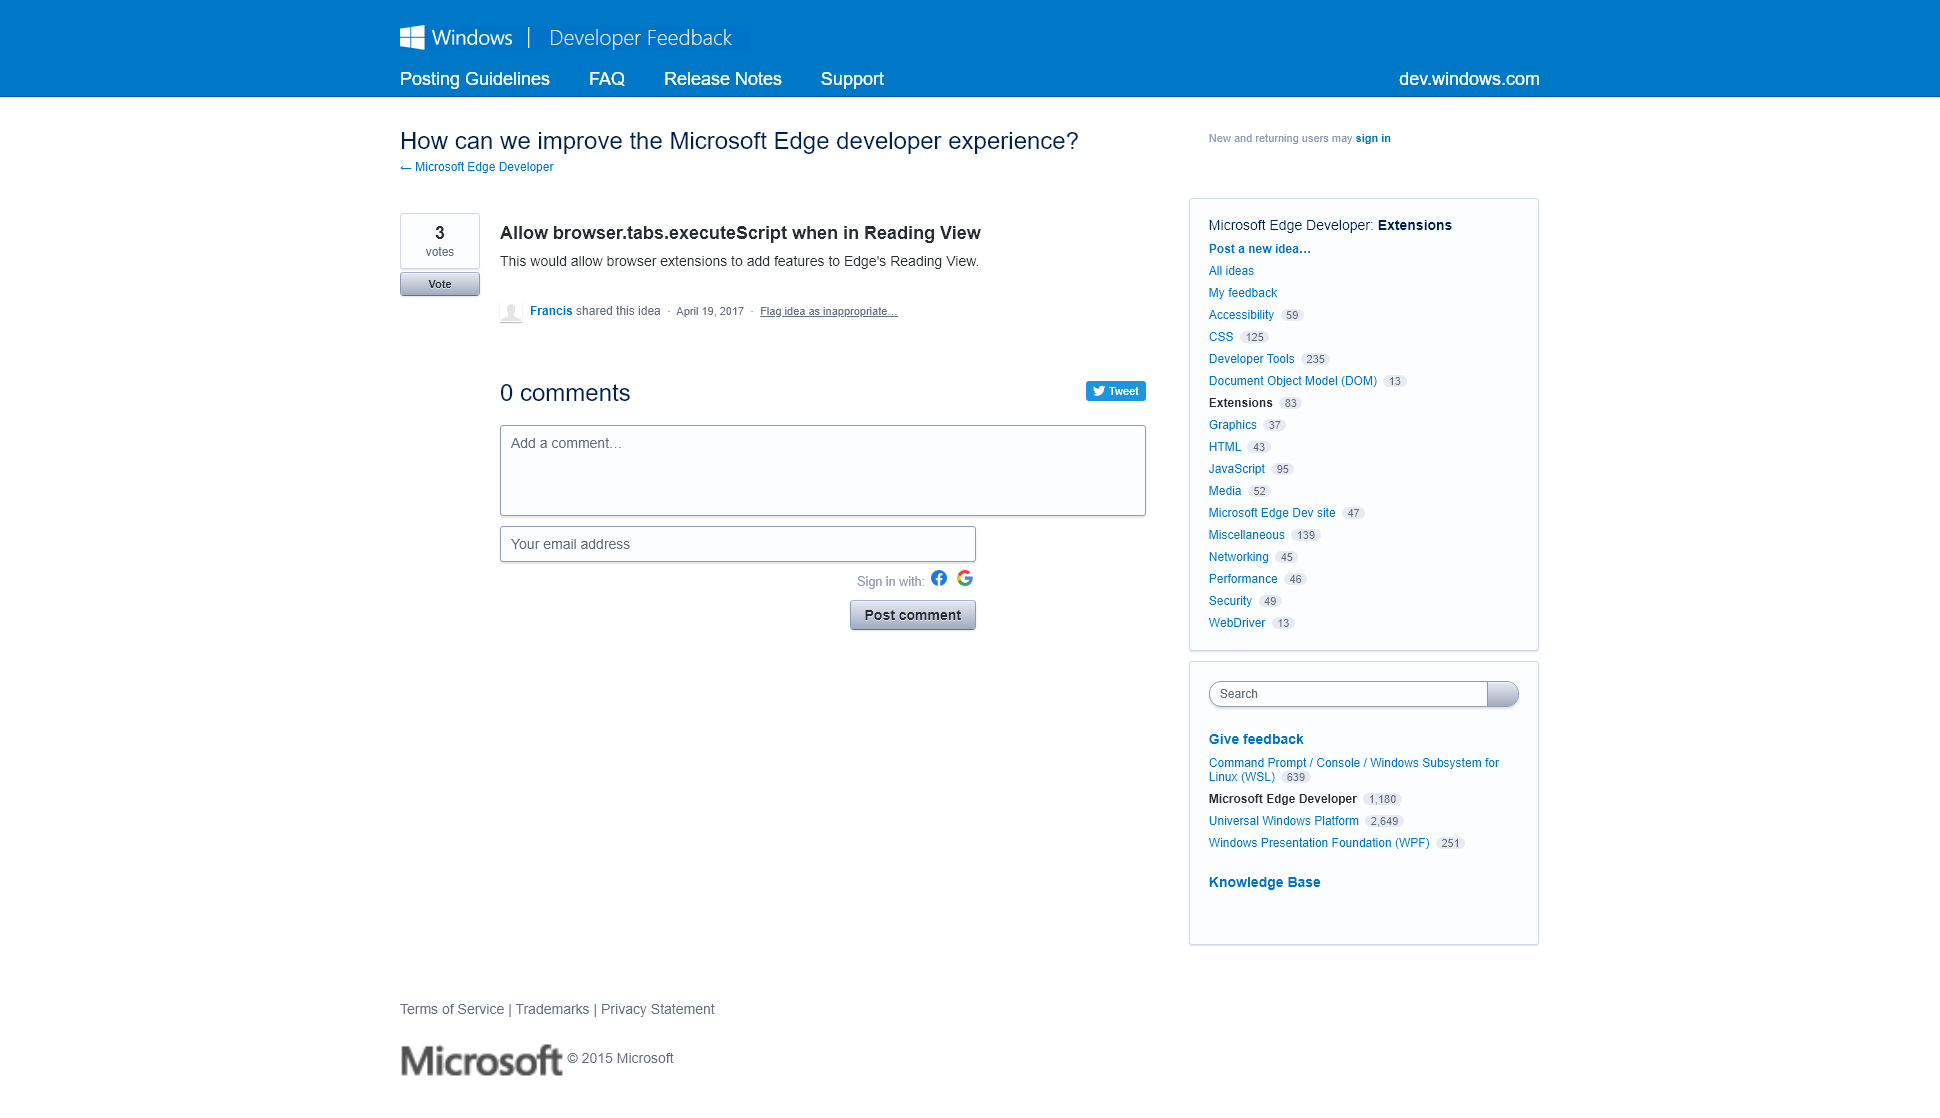 Windows | Developer Feedback
Posting Guidelines FAQ Release Notes Support dev.windows.com
How can we improve the Microsoft Edge developer experience?
← Microsoft Edge Developer
New and returning users may sign in
3
votes
Vote
Allow browser.tabs.executeScript when in Reading View
This would allow browser extensions to add features to Edge's Reading View.
Francis shared this idea · April 19, 2017 · Flag idea as inappropriate…
0 comments
Tweet
Add a comment…
Your email address
Sign in with:
Post comment
Microsoft Edge Developer: Extensions
Post a new idea…
All ideas
My feedback
Accessibility 59
CSS 125
Developer Tools 235
Document Object Model (DOM) 13
Extensions 83
Graphics 37
HTML 43
JavaScript 95
Media 52
Microsoft Edge Dev site 47
Miscellaneous 139
Networking 45
Performance 46
Security 49
WebDriver 13
Search
Give feedback
Command Prompt / Console / Windows Subsystem for
Linux (WSL) 639
Microsoft Edge Developer 1,180
Universal Windows Platform 2,649
Windows Presentation Foundation (WPF) 251
Knowledge Base
Terms of Service | Trademarks | Privacy Statement
Microsoft © 2015 Microsoft